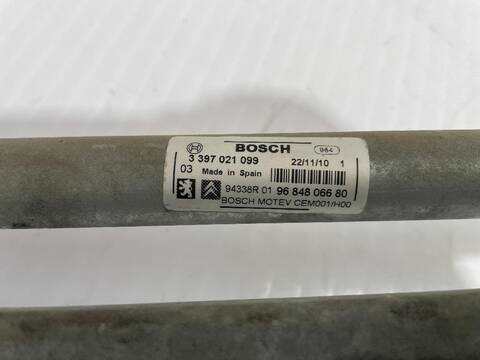 BOSCH 984
3 397 021 099 22/11/10 1
03 Made in Spain
94338R 01 96 848 066 80
BOSCH MOTEV CEM001/H00